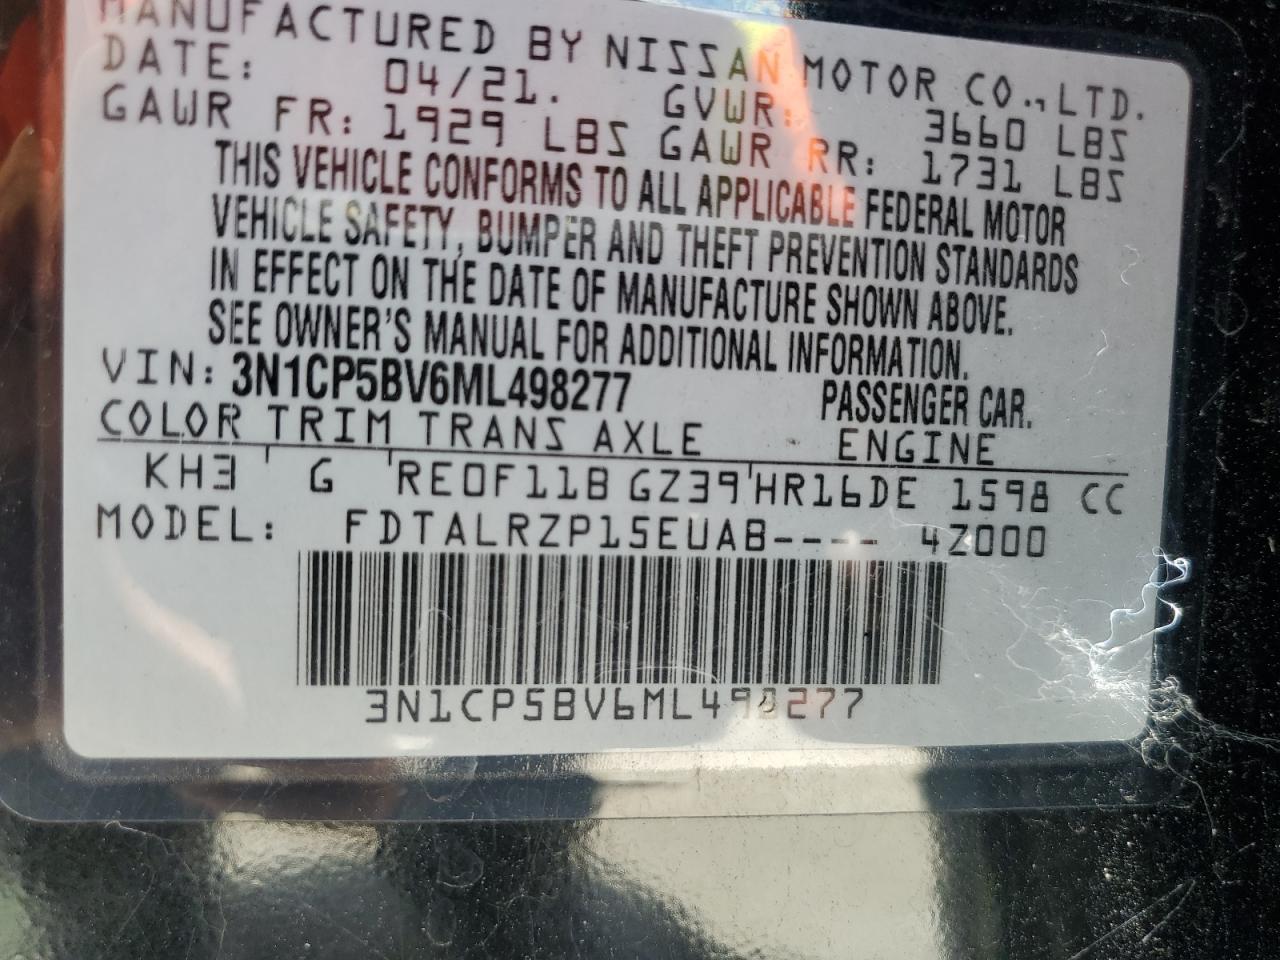 MANUFACTURED BY NISSAN MOTOR CO., LTD.
DATE: 04/21. GVWR: 3660 LBS
GAWR FR: 1929 LBS GAWR RR: 1731 LBS
THIS VEHICLE CONFORMS TO ALL APPLICABLE FEDERAL MOTOR
VEHICLE SAFETY, BUMPER AND THEFT PREVENTION STANDARDS
IN EFFECT ON THE DATE OF MANUFACTURE SHOWN ABOVE.
SEE OWNER'S MANUAL FOR ADDITIONAL INFORMATION.
VIN: 3N1CP5BV6ML498277 PASSENGER CAR.
COLOR TRIM TRANS AXLE ENGINE
KH3 G RE0F11B GZ39 HR16DE 1598 CC
MODEL: FDTALRZP15EUAB---- 4Z000
3N1CP5BV6ML498277